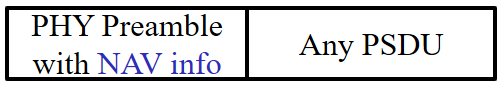 PHY Preamble
with NAV info
Any PSDU